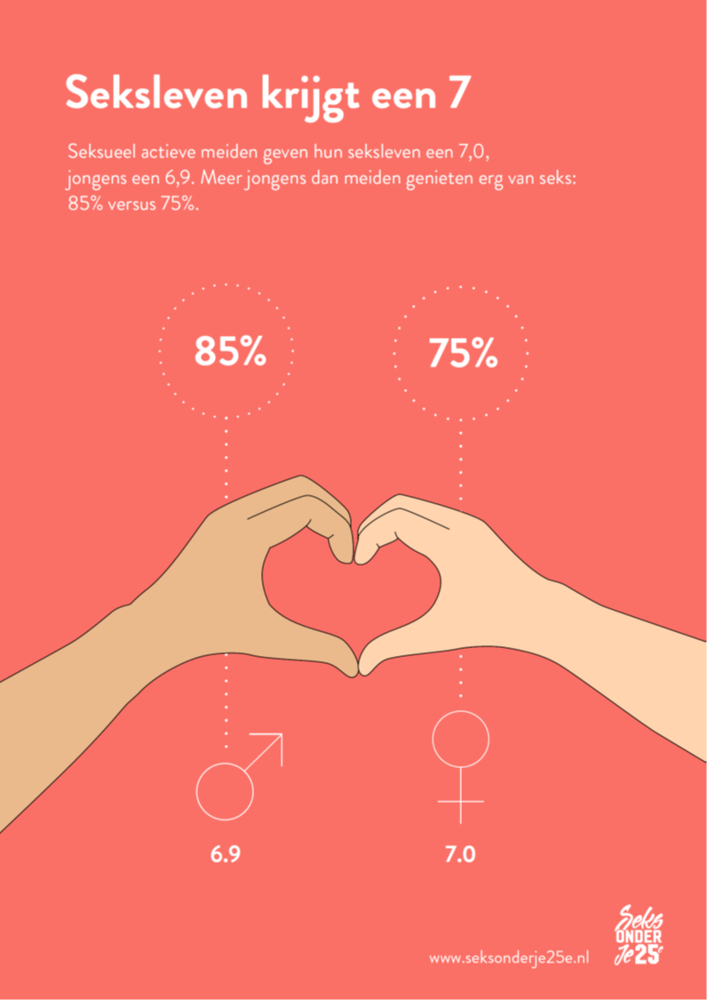 Seksleven krijgt een 7
Seksueel actieve meiden geven hun seksleven een 7,0,
jongens een 6,9. Meer jongens dan meiden genieten erg van seks:
85% versus 75%.
85%
75%
6.9
7.0
www.seksonderje25e.nl
Seks
ONDER
Je 25e